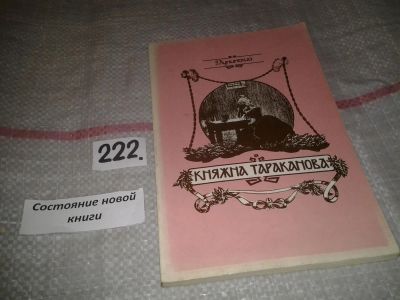 КНЯЖНА ТАРАКАНОВА
222.
Состояние новой
книги